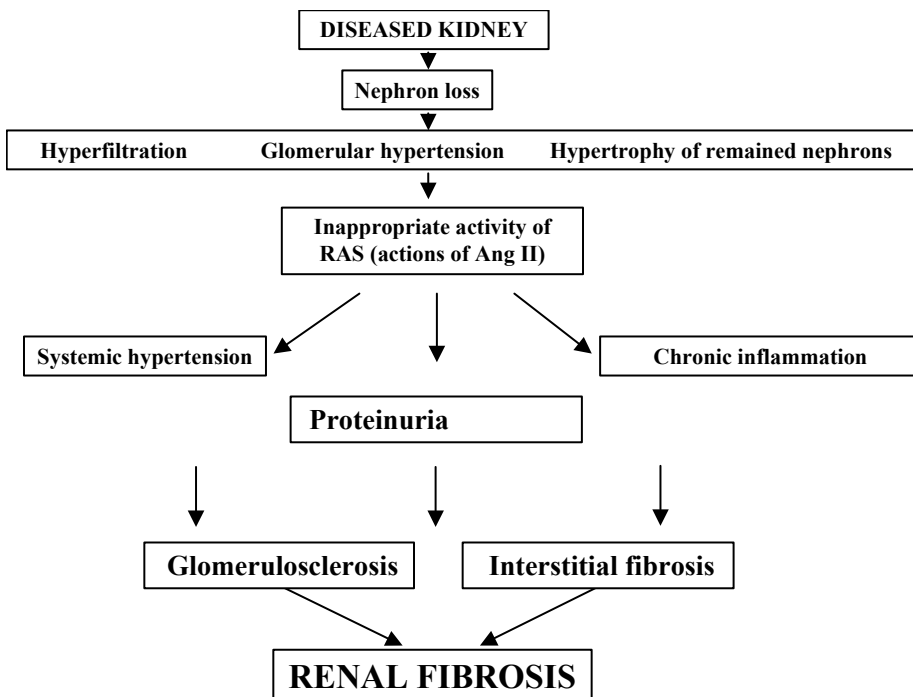 DISEASED KIDNEY
Nephron loss
Hyperfiltration Glomerular hypertension Hypertrophy of remained nephrons
Inappropriate activity of
RAS (actions of Ang II)
Systemic hypertension
Chronic inflammation
Proteinuria
Glomerulosclerosis
Interstitial fibrosis
RENAL FIBROSIS